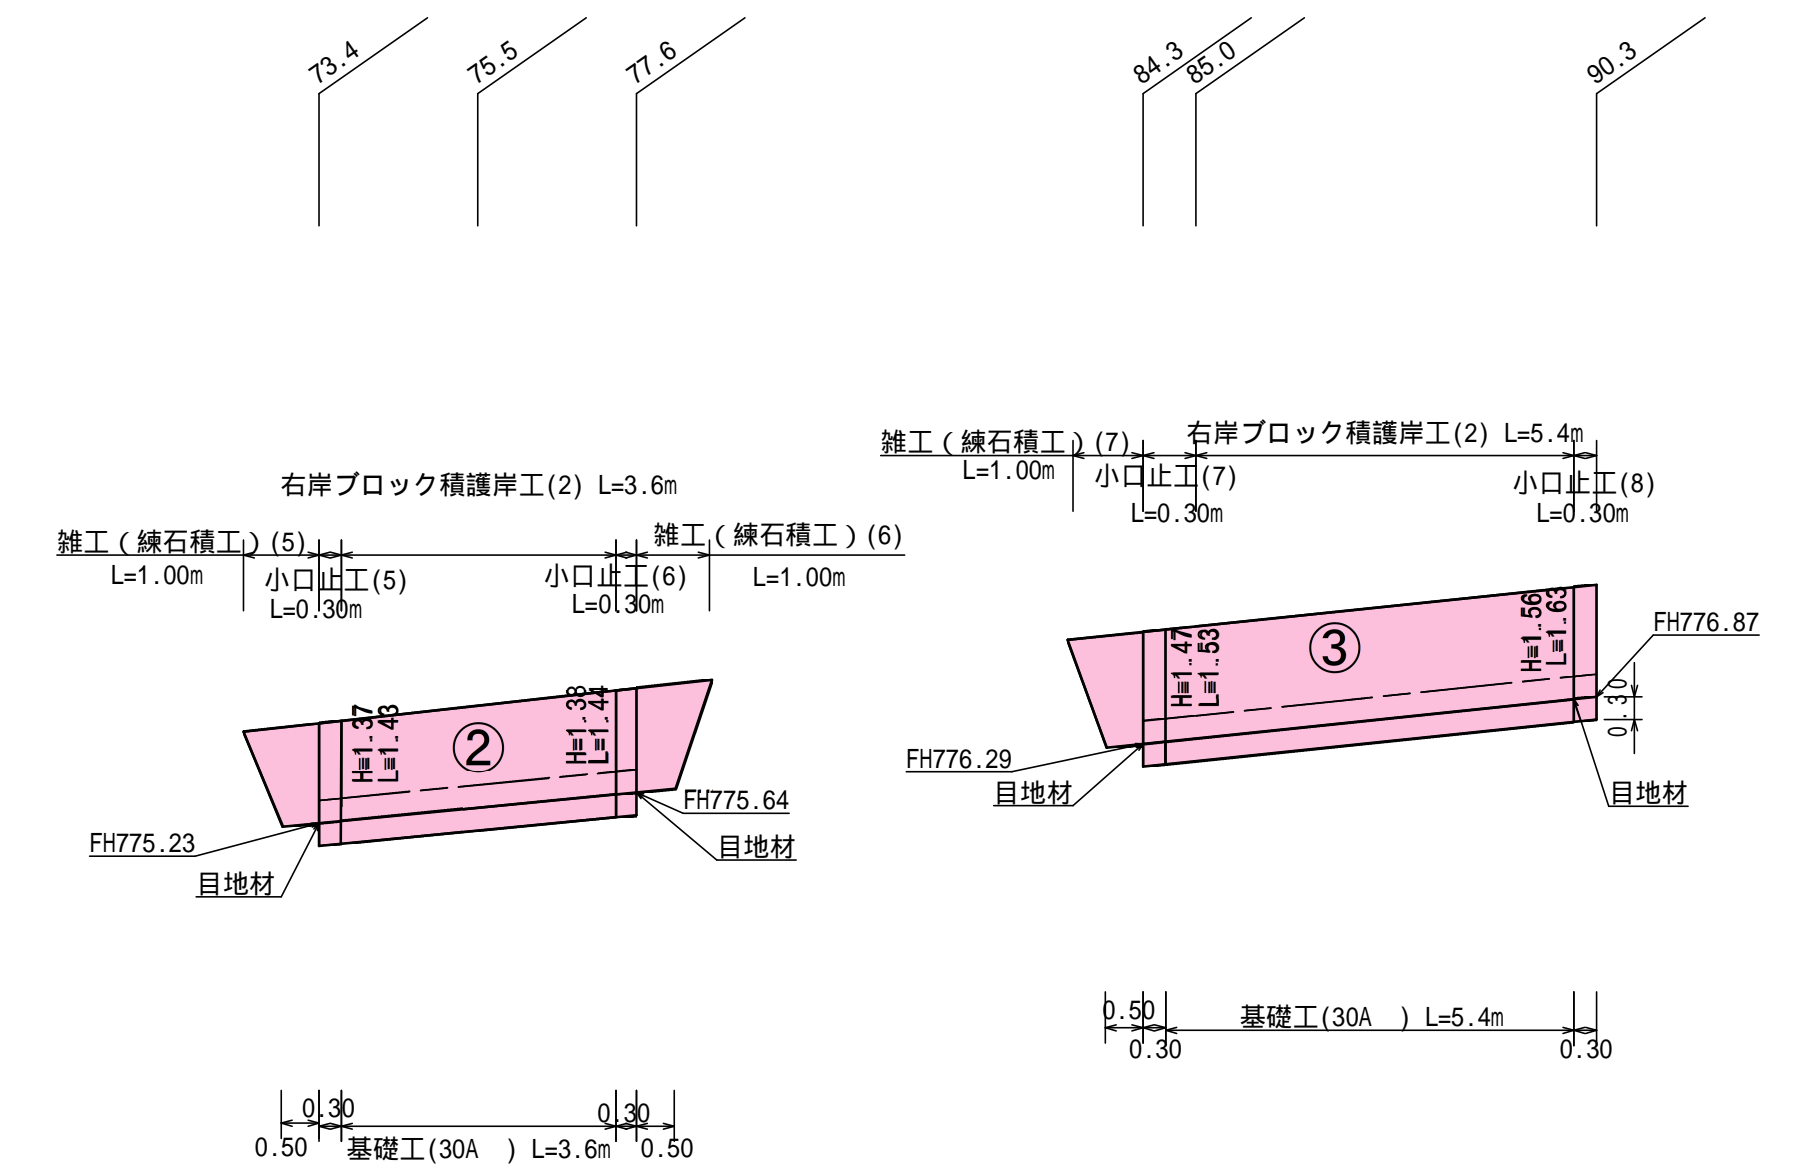 73.4
75.5
77.6
84.3
85.0
90.3
右岸ブロック積護岸工(2) L=3.6m
雑工(練石積工)(5)
L=1.00m
小口止工(5)
L=0.30m
小口止工(6)
L=0.30m
雑工(練石積工)(6)
L=1.00m
H=1.37
L=1.43
②
H=1.38
L=1.44
FH775.23
目地材
FH775.64
目地材
0.50
0.30
基礎工(30A ) L=3.6m
0.30
0.50
雑工(練石積工)(7)
L=1.00m
小口止工(7)
L=0.30m
右岸ブロック積護岸工(2) L=5.4m
小口止工(8)
L=0.30m
H=1.47
L=1.53
③
H=1.56
L=1.63
FH776.87
0.30
FH776.29
目地材
目地材
0.50
0.30
基礎工(30A ) L=5.4m
0.30